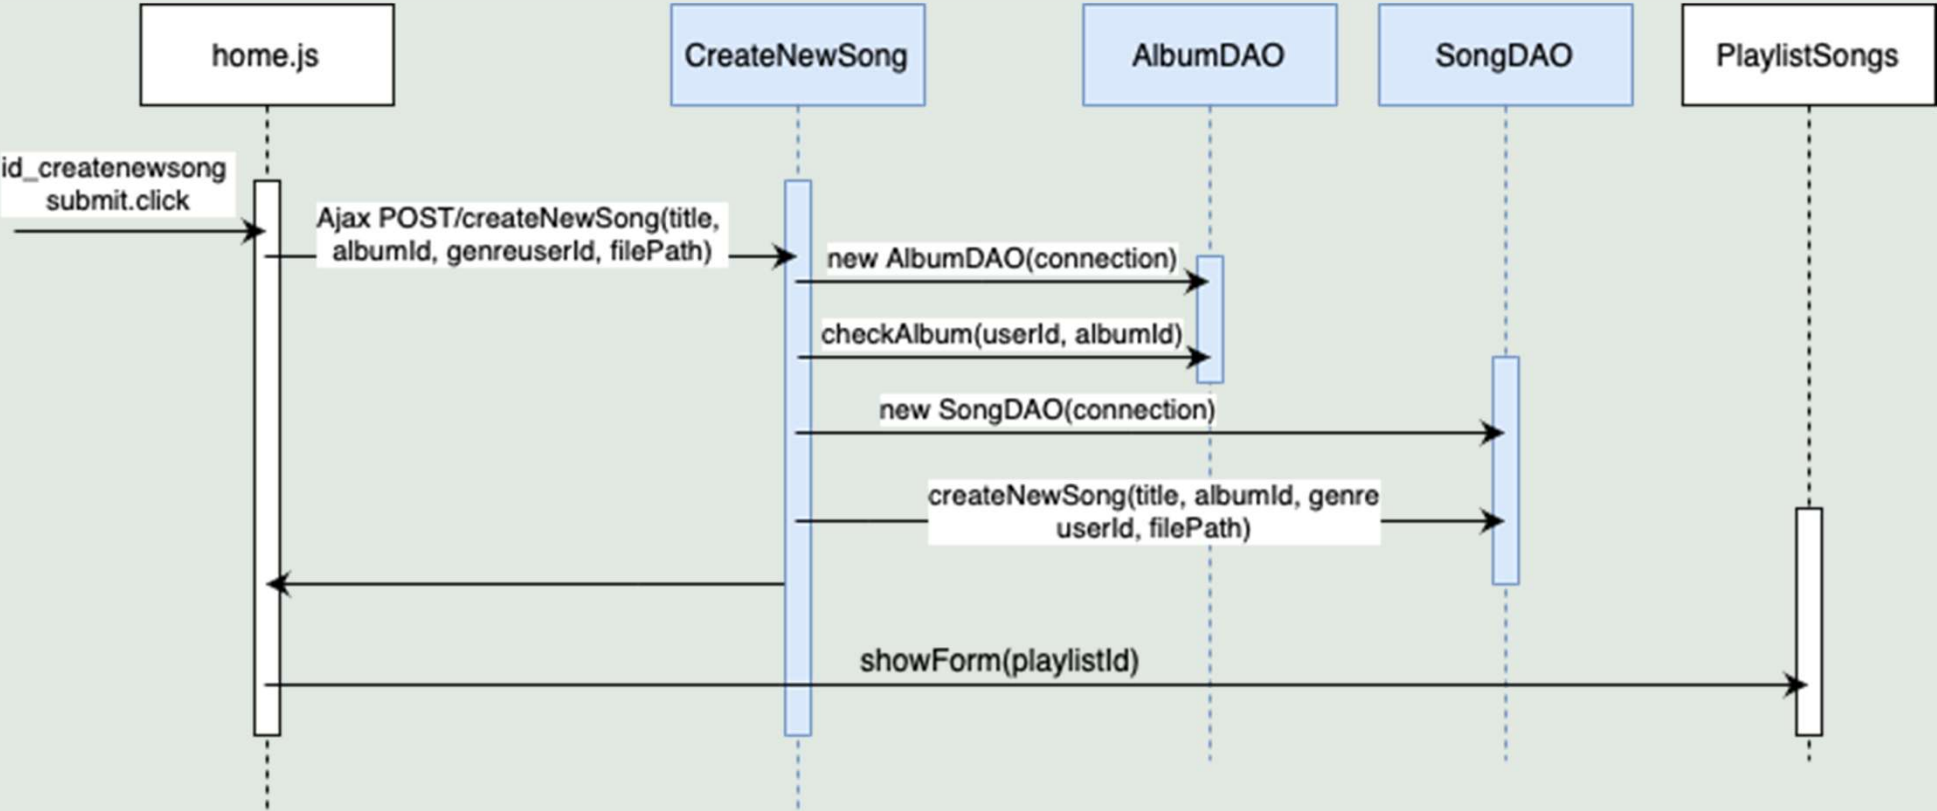 home.js
CreateNewSong
AlbumDAO
SongDAO
PlaylistSongs
id_createnewsong
submit.click
Ajax POST/createNewSong(title,
albumId, genreuserId, filePath)
new AlbumDAO(connection)
checkAlbum(userId, albumId)
new SongDAO(connection)
createNewSong(title, albumId, genre
userId, filePath)
showForm(playlistId)